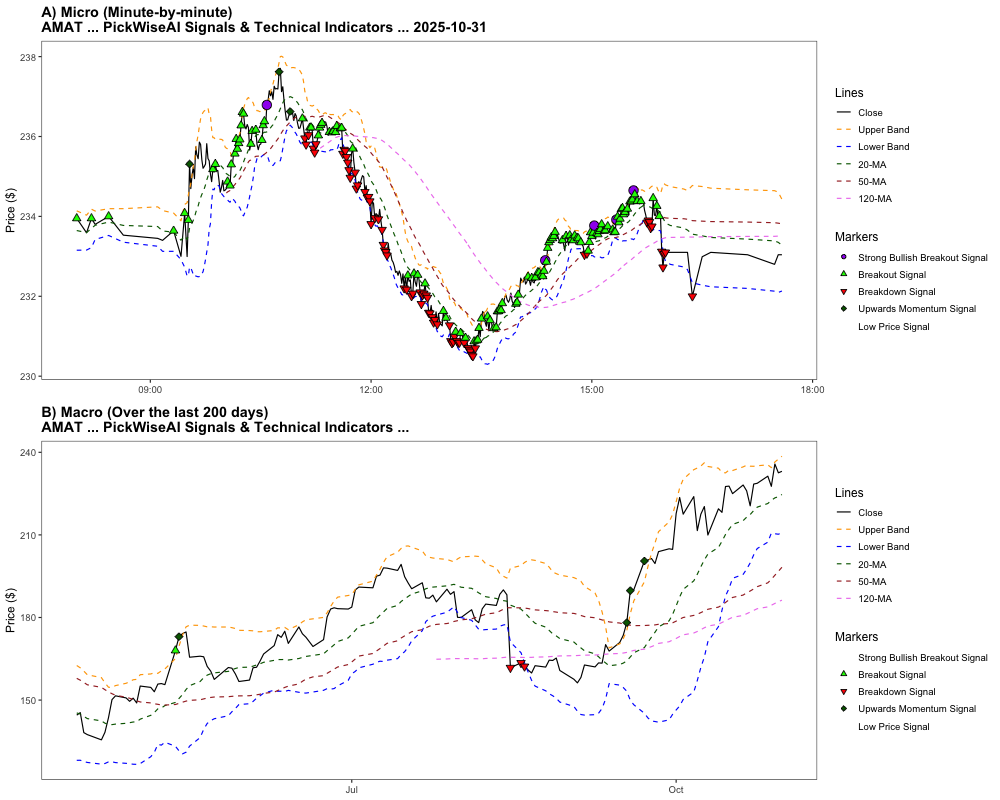 A) Micro (Minute-by-minute)
AMAT ... PickWiseAI Signals & Technical Indicators ... 2025-10-31
Price ($)
238
236
234
232
230
09:00
12:00
15:00
18:00
Lines
Close
Upper Band
Lower Band
20-MA
50-MA
120-MA
Markers
Strong Bullish Breakout Signal
Breakout Signal
Breakdown Signal
Upwards Momentum Signal
Low Price Signal
B) Macro (Over the last 200 days)
AMAT ... PickWiseAI Signals & Technical Indicators ...
Price ($)
240
210
180
150
Jul
Oct
Lines
Close
Upper Band
Lower Band
20-MA
50-MA
120-MA
Markers
Strong Bullish Breakout Signal
Breakout Signal
Breakdown Signal
Upwards Momentum Signal
Low Price Signal